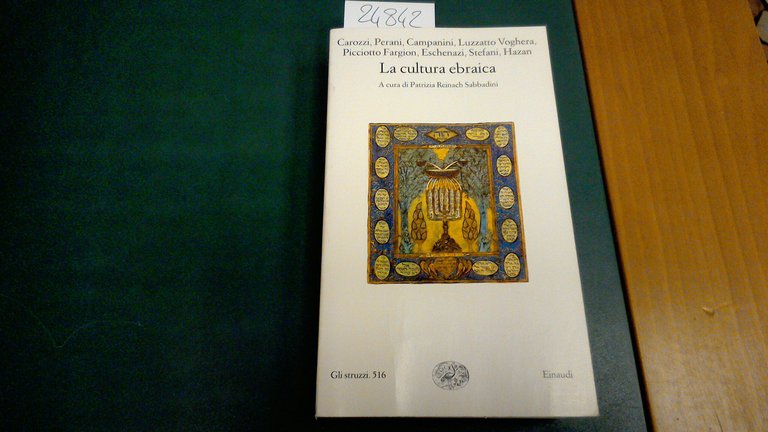 24842
Carozzi, Perani, Campanini, Luzzatto Voghera,
Picciotto Fargion, Eschenazi, Stefani, Hazan
La cultura ebraica
A cura di Patrizia Reinach Sabbadini
Gli struzzi. 516
Einaudi